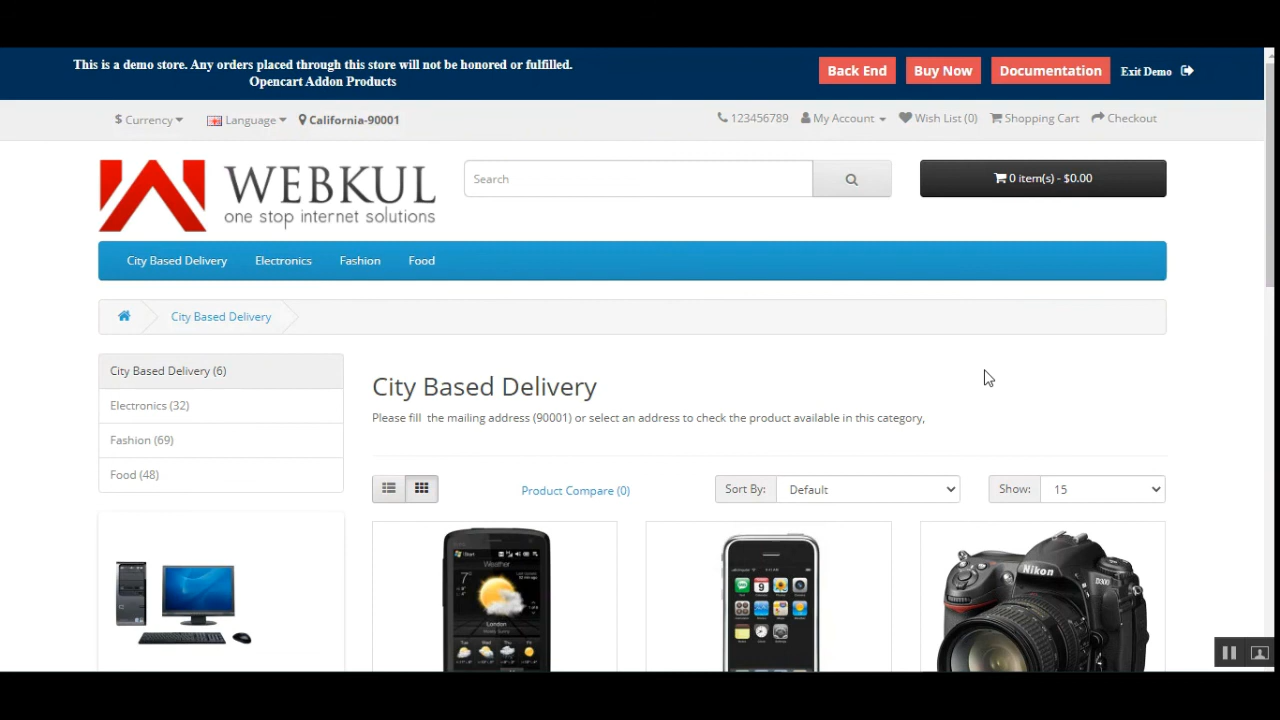 This is a demo store. Any orders placed through this store will not be honored or fulfilled.
Opencart Addon Products
Back End
Buy Now
Documentation
Exit Demo
$ Currency
Language
California-90001
123456789
My Account
Wish List (0)
Shopping Cart
Checkout
WEBKUL
one stop internet solutions
Search
0 item(s) - $0.00
City Based Delivery
Electronics
Fashion
Food
City Based Delivery
City Based Delivery (6)
Electronics (32)
Fashion (69)
Food (48)
City Based Delivery
Please fill the mailing address (90001) or select an address to check the product available in this category,
Product Compare (0)
Sort By:
Default
Show:
15
Start
Weather
London
Nikon
D300